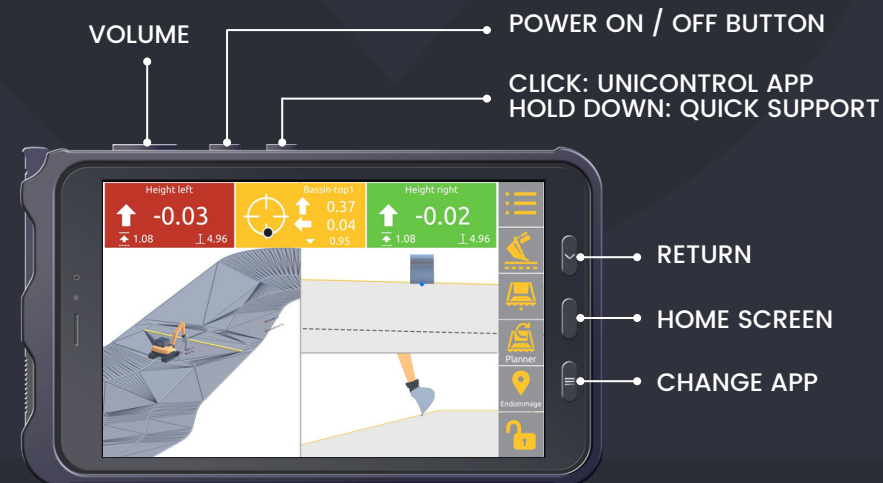 VOLUME
POWER ON / OFF BUTTON
CLICK: UNICONTROL APP
HOLD DOWN: QUICK SUPPORT
Height left
-0.03
1.08 4.96
Bassin-top1
0.37
0.04
0.95
Height right
-0.02
1.08 4.96
Planner
Endommage
RETURN
HOME SCREEN
CHANGE APP